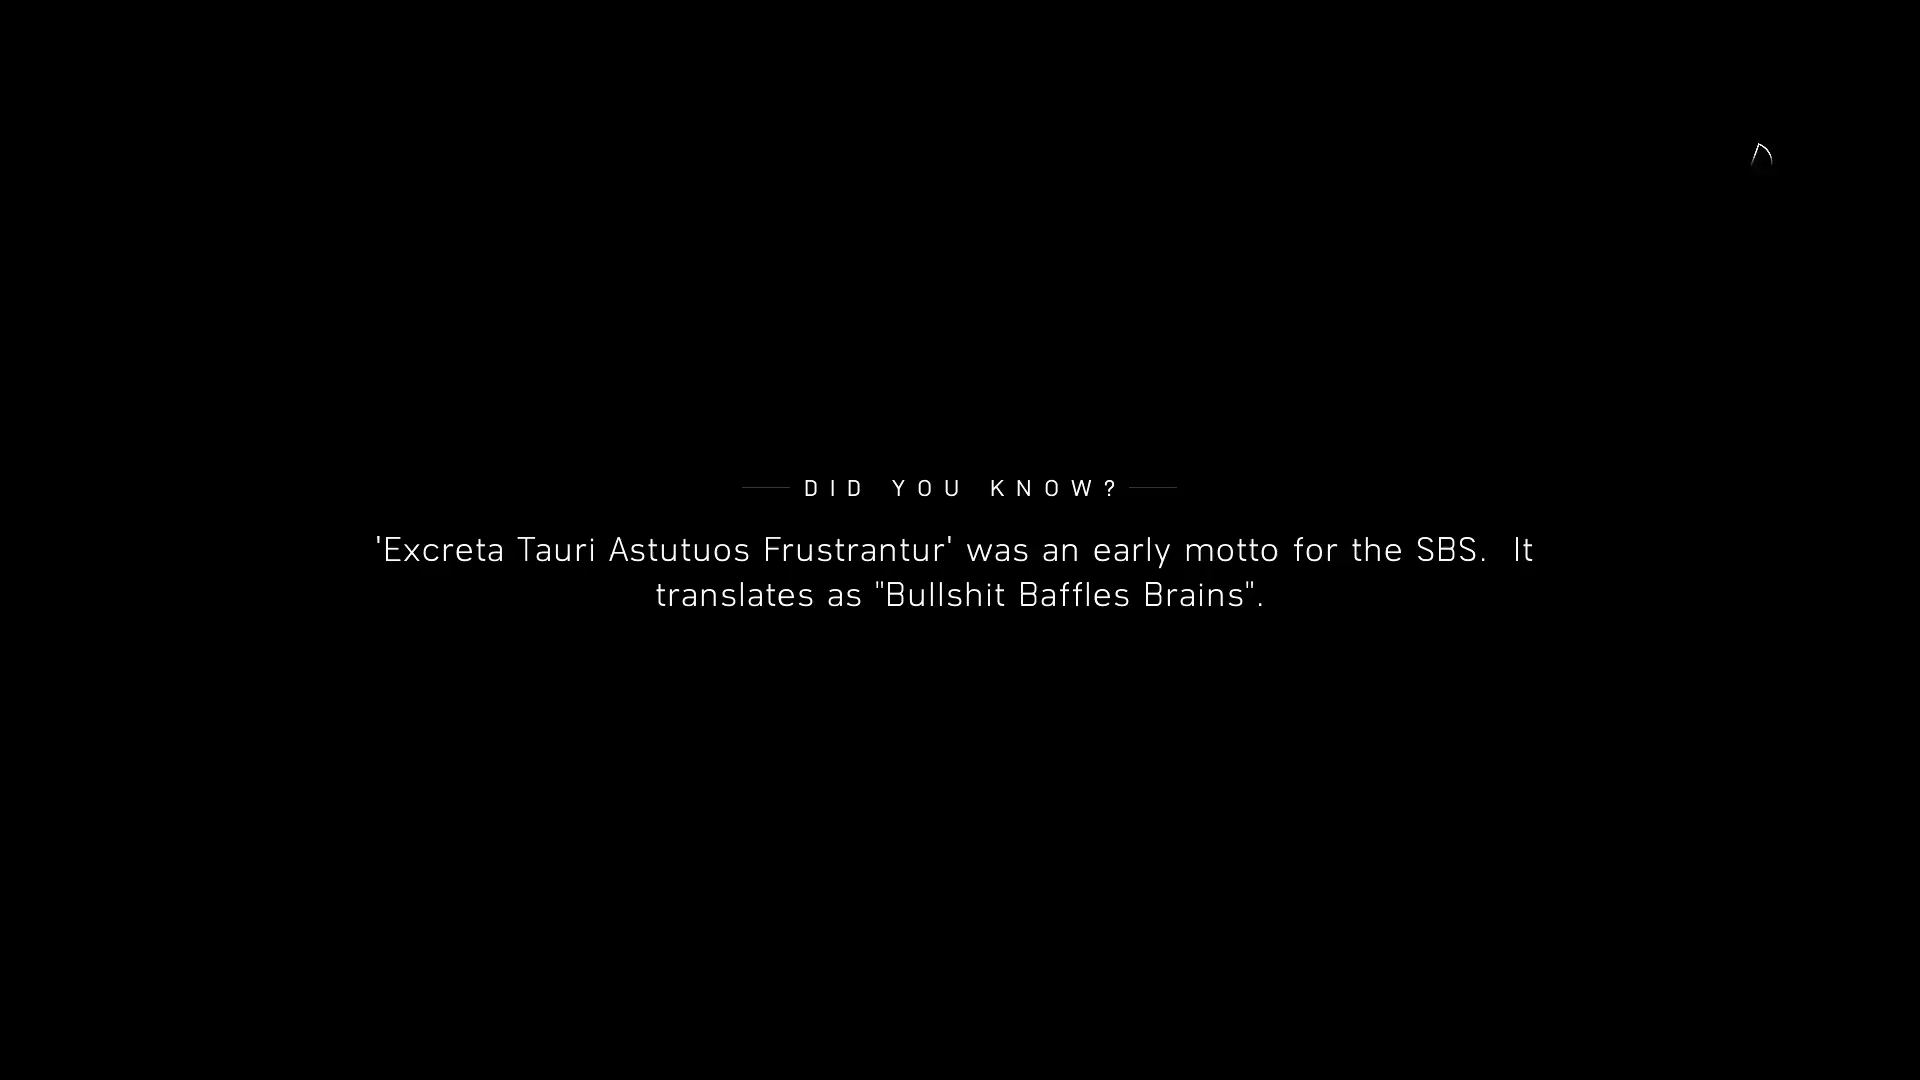 DID YOU KNOW?
'Excreta Tauri Astutuos Frustrantur' was an early motto for the SBS.  It
translates as "Bullshit Baffles Brains".